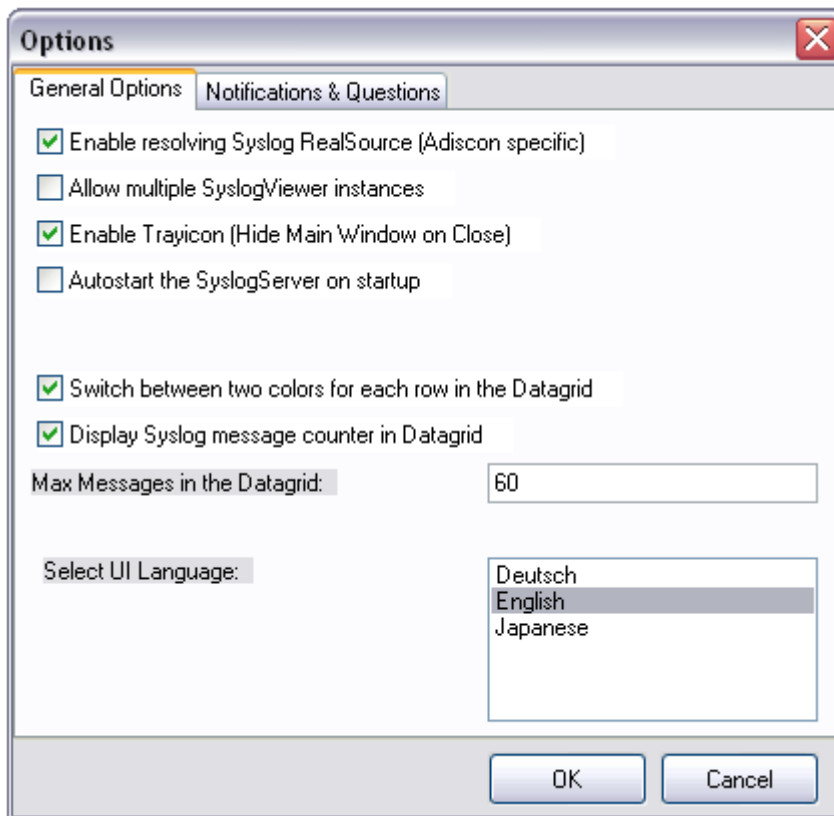 Options
General Options
Notifications & Questions
Enable resolving Syslog RealSource (Adiscon specific)
Allow multiple SyslogViewer instances
Enable Trayicon (Hide Main Window on Close)
Autostart the SyslogServer on startup
Switch between two colors for each row in the Datagrid
Display Syslog message counter in Datagrid
Max Messages in the Datagrid:
60
Select UI Language:
Deutsch
English
Japanese
OK
Cancel